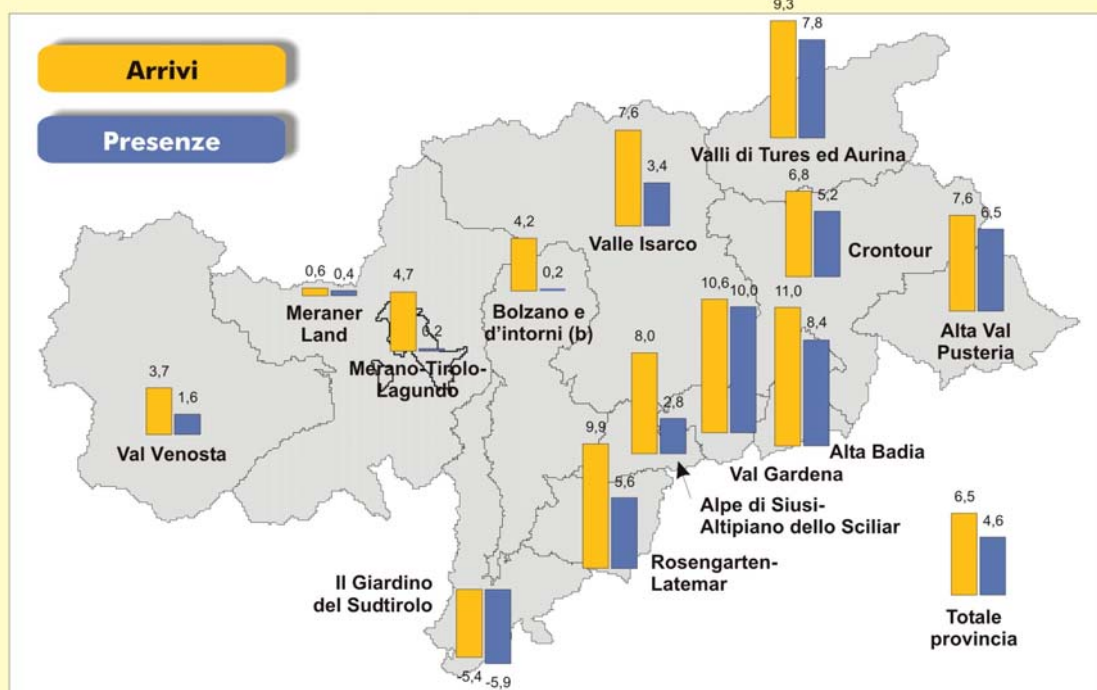 Arrivi
Presenze
9,3
7,8
Valli di Tures ed Aurina
7,6
3,4
Valle Isarco
6,8
5,2
Crontour
7,6
6,5
Alta Val
Pusteria
4,2
0,2
Bolzano e
d'intorni (b)
0,6
0,4
Meraner
Land
4,7
0,2
Merano-Tirolo-
Lagundo
3,7
1,6
Val Venosta
10,6
10,0
Val Gardena
11,0
8,4
Alta Badia
8,0
2,8
Alpe di Siusi-
Altipiano dello Sciliar
9,9
5,6
Rosengarten-
Latemar
Il Giardino
del Sudtirolo
-5,4
-5,9
6,5
4,6
Totale
provincia